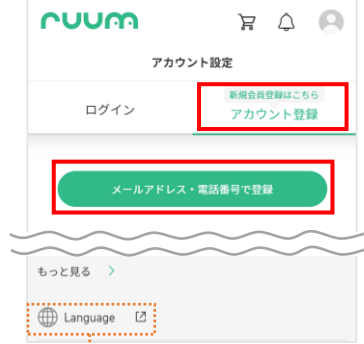 ruum
アカウント設定
ログイン
新規会員登録はこちら
アカウント登録
メールアドレス・電話番号で登録
もっと見る
Language